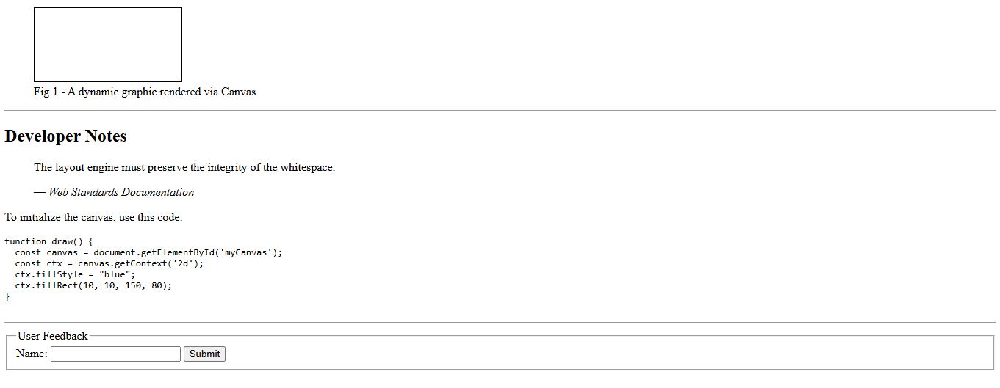 Fig.1 - A dynamic graphic rendered via Canvas.
Developer Notes
The layout engine must preserve the integrity of the whitespace.
— Web Standards Documentation
To initialize the canvas, use this code:
function draw() {
  const canvas = document.getElementById('myCanvas');
  const ctx = canvas.getContext('2d');
  ctx.fillStyle = "blue";
  ctx.fillRect(10, 10, 150, 80);
}
User Feedback
Name: Submit